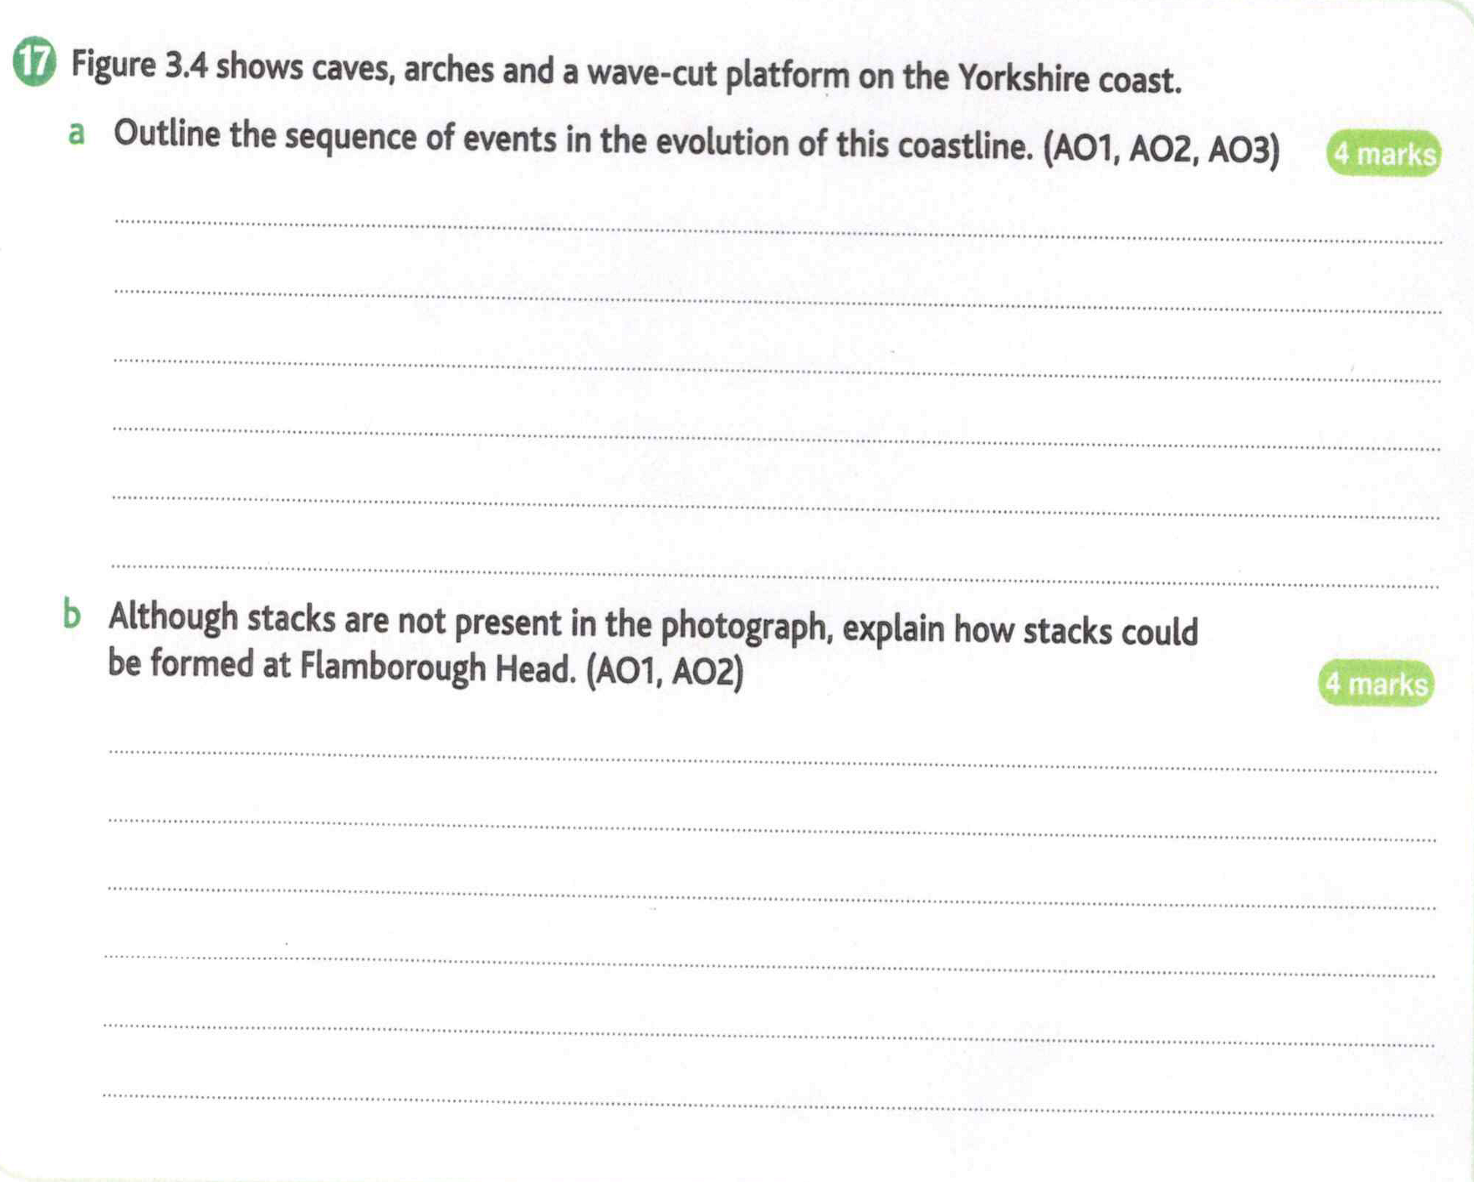 17 Figure 3.4 shows caves, arches and a wave-cut platform on the Yorkshire coast.
a Outline the sequence of events in the evolution of this coastline. (AO1, AO2, AO3) 4 marks
b Although stacks are not present in the photograph, explain how stacks could
be formed at Flamborough Head. (AO1, AO2)
4 marks